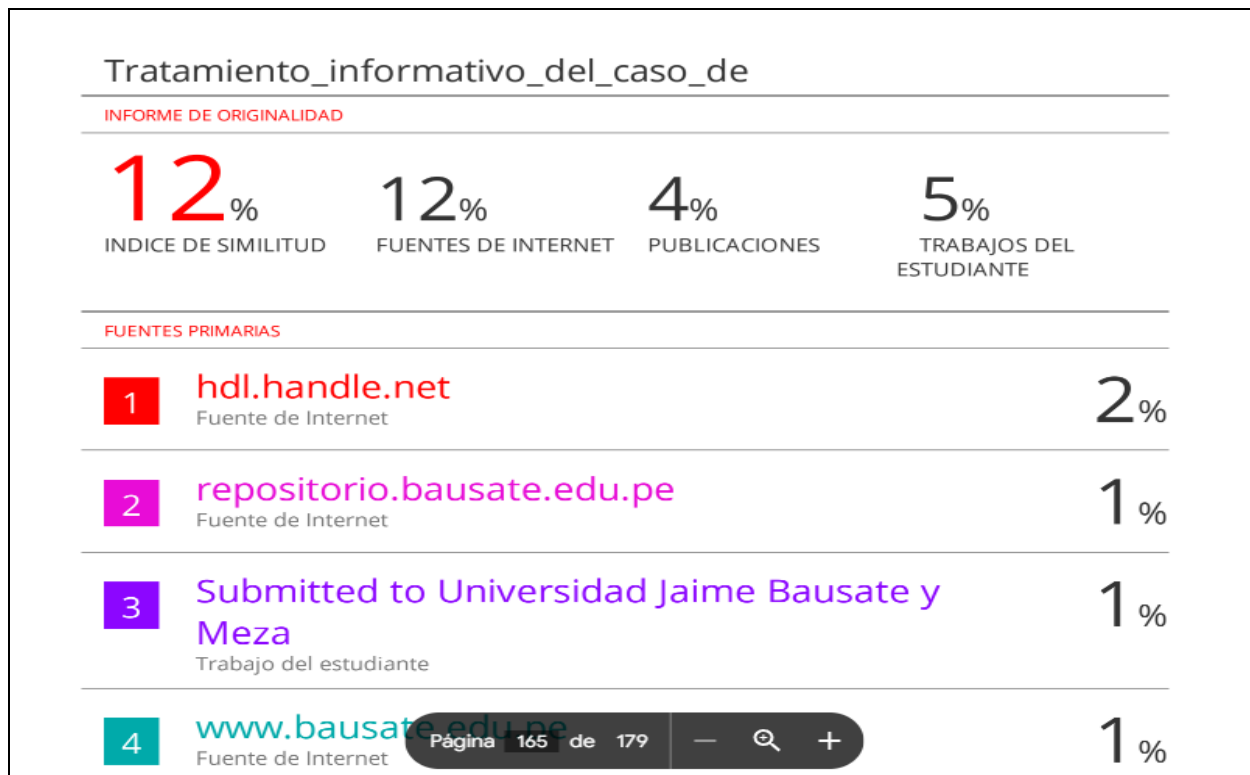 Tratamiento_informativo_del_caso_de
INFORME DE ORIGINALIDAD
12% 12% 4% 5%
INDICE DE SIMILITUD FUENTES DE INTERNET PUBLICACIONES TRABAJOS DEL
ESTUDIANTE
FUENTES PRIMARIAS
1 hdl.handle.net 2%
Fuente de Internet
2 repositorio.bausate.edu.pe 1%
Fuente de Internet
3 Submitted to Universidad Jaime Bausate y 1%
Meza
Trabajo del estudiante
4 www.bausate.edu.pe 1%
Fuente de Internet
Página 165 de 179 — +